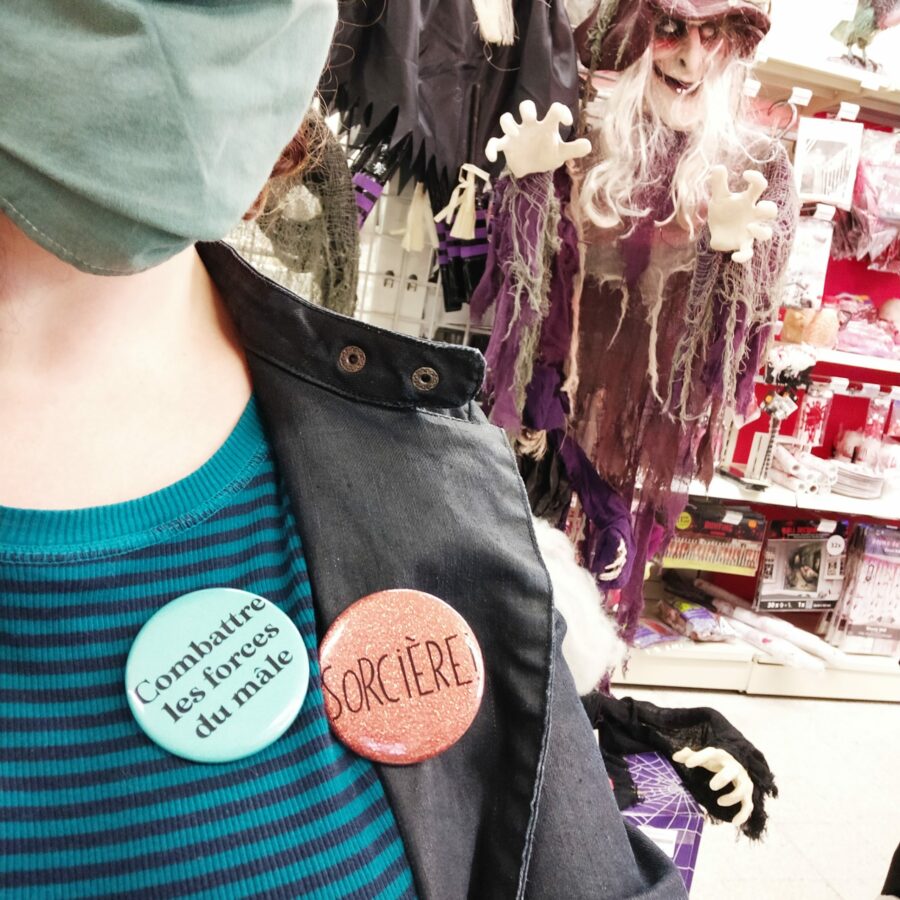 Combattre
les forces
du mâle
SORCiÈRE